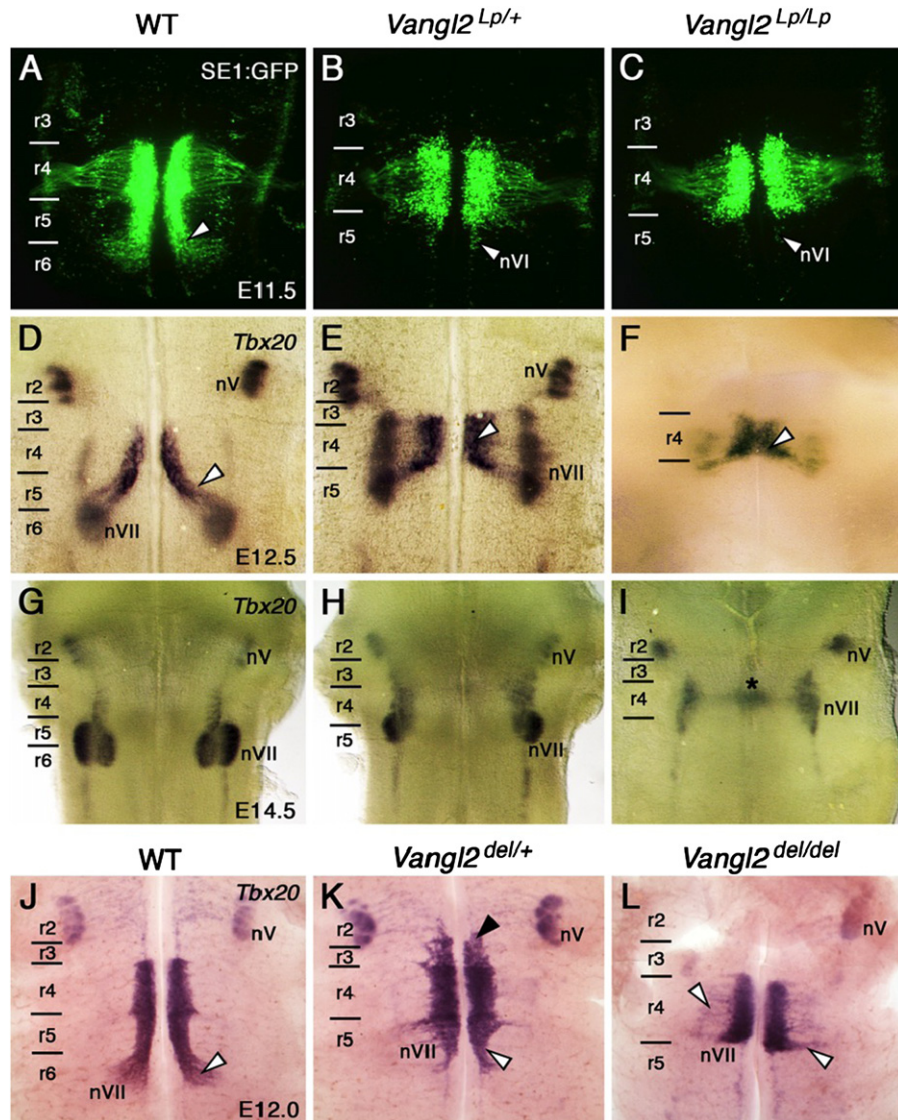 WT Vangl2 Lp/+ Vangl2 Lp/Lp
A SE1:GFP B C
r3 r3 r3
r4 r4 r4
r5 r5 r5
r6 nVI nVI
E11.5
D Tbx20 E F
r2 nV r2 nV
r3 r3
r4 r4 r4
r5 r5 nVII
r6 nVII
E12.5
G Tbx20 H I
r2 nV r2 nV r2 nV
r3 r3 r3 *
r4 r4 r4 nVII
r5 r5
r6 nVII nVII
E14.5
WT Vangl2 del/+ Vangl2 del/del
J Tbx20 K L
r2 nV r2 nV r2 nV
r3 r3 r3
r4 r4 r4
r5 r5 nVII r5 nVII
r6
nVII
E12.0